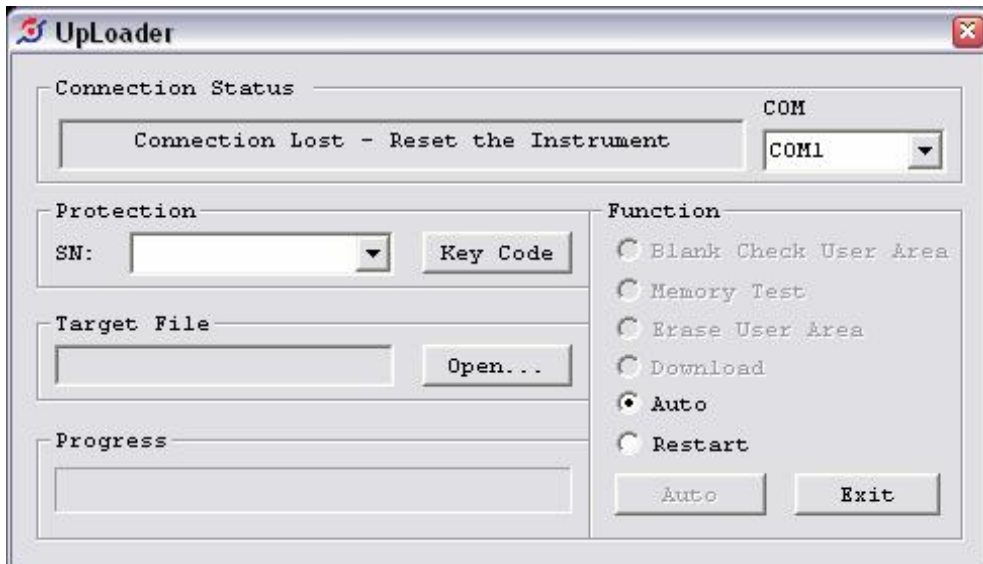 UpLoader
Connection Status
Connection Lost - Reset the Instrument
COM
COM1
Protection
SN:
Key Code
Target File
Open...
Progress
Function
Blank Check User Area
Memory Test
Erase User Area
Download
Auto
Restart
Auto
Exit